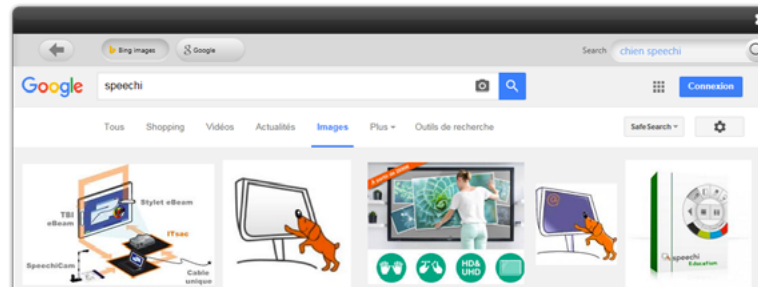 Bing images
Google
Search
chien speechi
Google
speechi
Connexion
Tous
Shopping
Vidéos
Actualités
Images
Plus
Outils de recherche
SafeSearch
TBI
eBeam
Stylet eBeam
ITsac
SpeechiCam
Cable
unique
HD&
UHD
speechi
Education